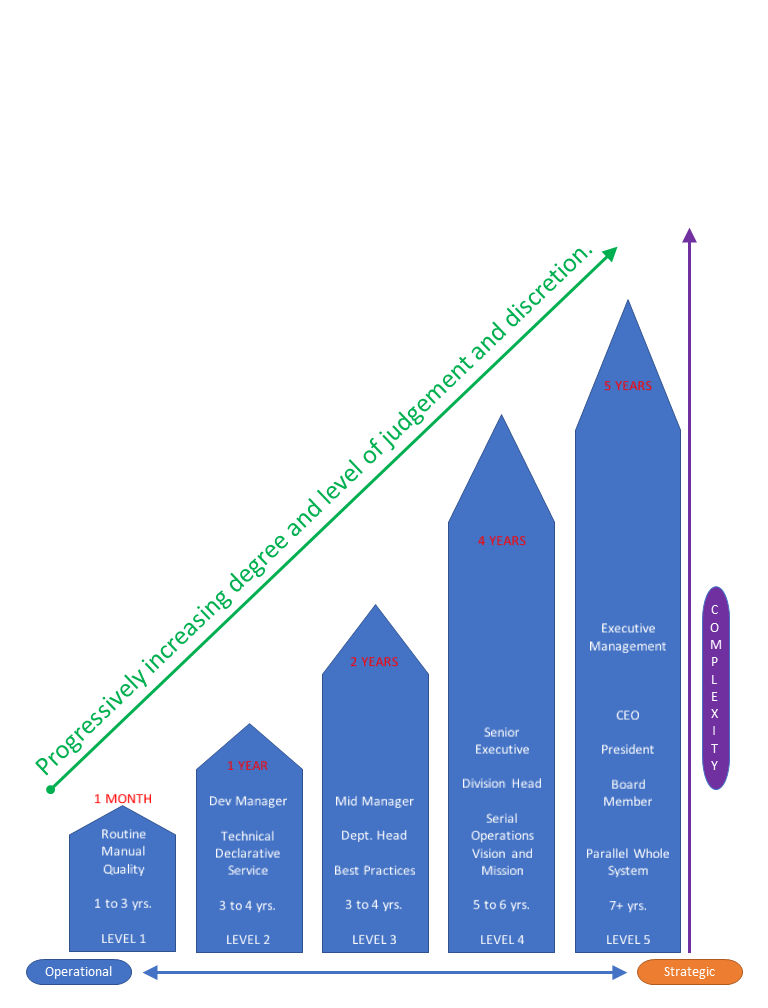 Progressively increasing degree and level of judgement and discretion.
1 MONTH
Routine
Manual
Quality
1 to 3 yrs.
LEVEL 1
1 YEAR
Dev Manager
Technical
Declarative
Service
3 to 4 yrs.
LEVEL 2
2 YEARS
Mid Manager
Dept. Head
Best Practices
3 to 4 yrs.
LEVEL 3
4 YEARS
Senior
Executive
Division Head
Serial
Operations
Vision and
Mission
5 to 6 yrs.
LEVEL 4
5 YEARS
Executive
Management
CEO
President
Board
Member
Parallel Whole
System
7+ yrs.
LEVEL 5
COMPLEXITY
Operational
Strategic